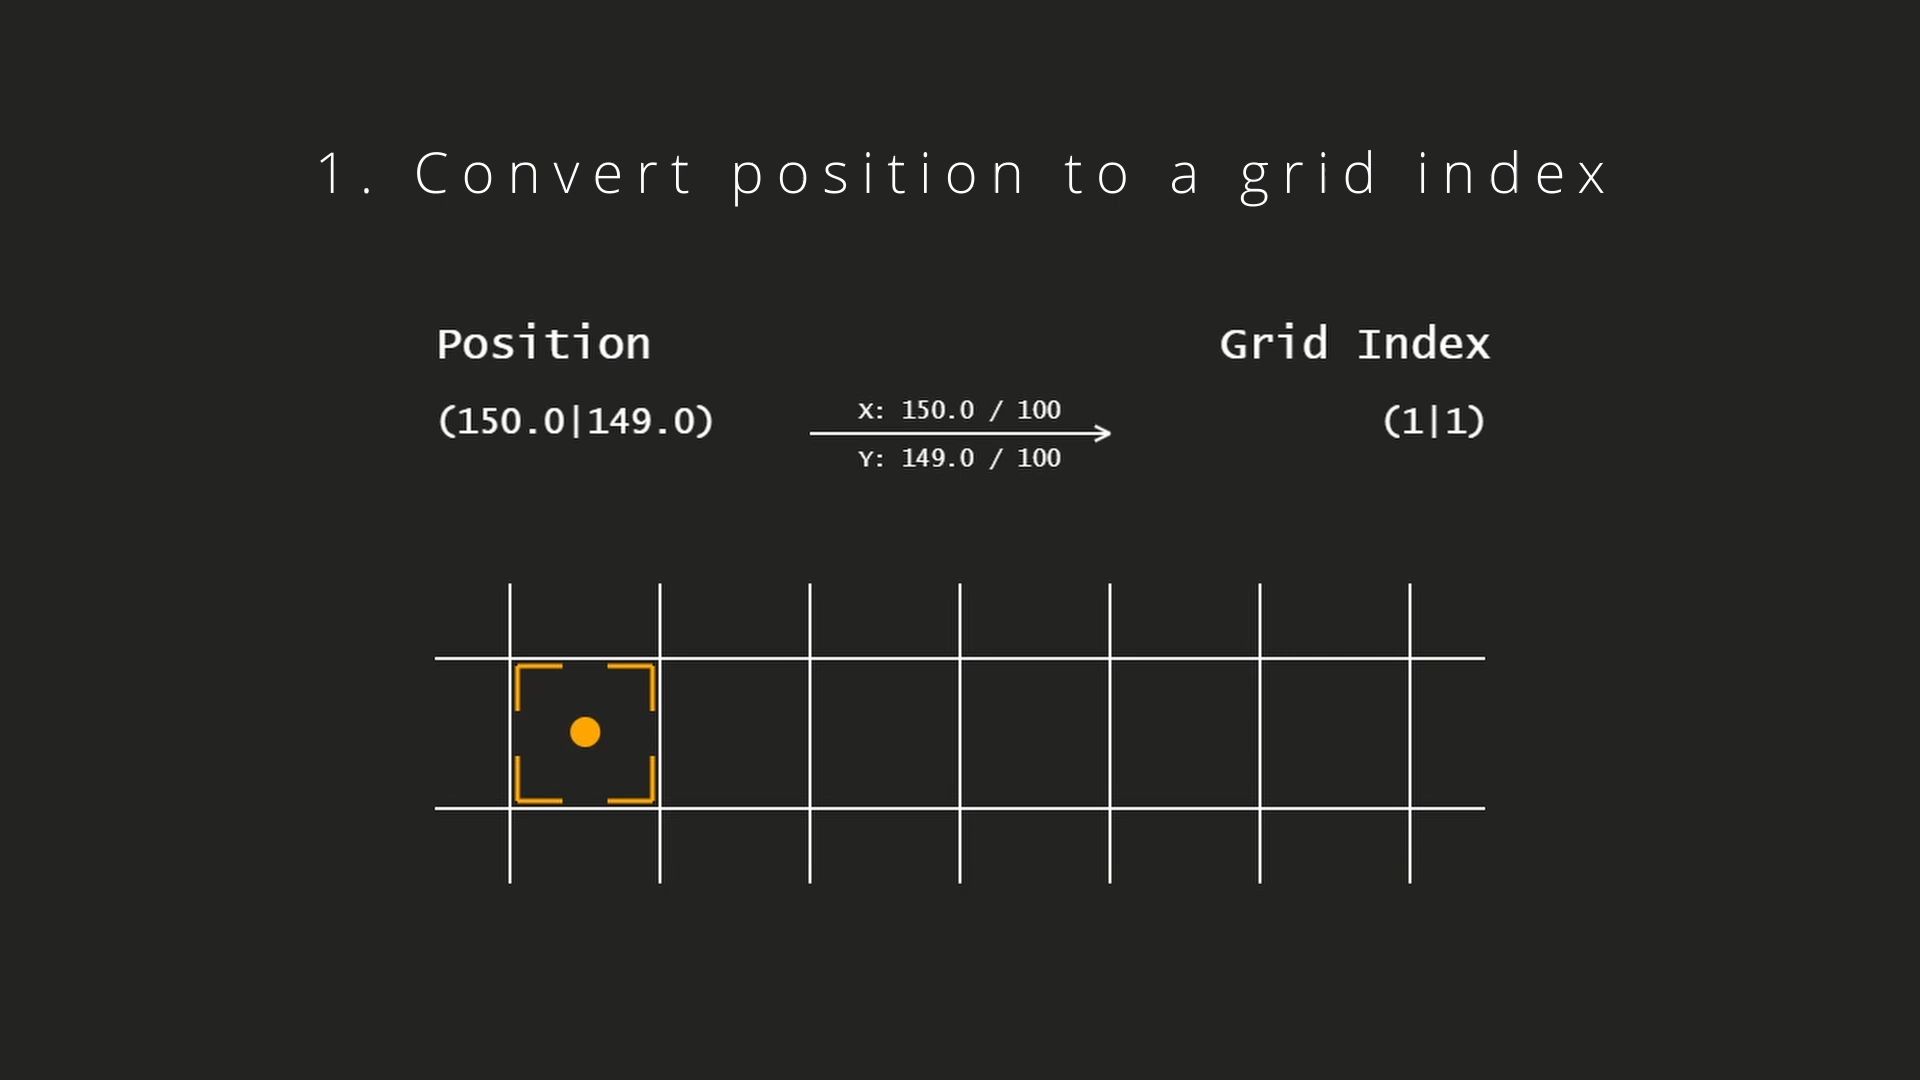 1. Convert position to a grid index
Position
Grid Index
(150.0|149.0)
X: 150.0 / 100
Y: 149.0 / 100
(1|1)